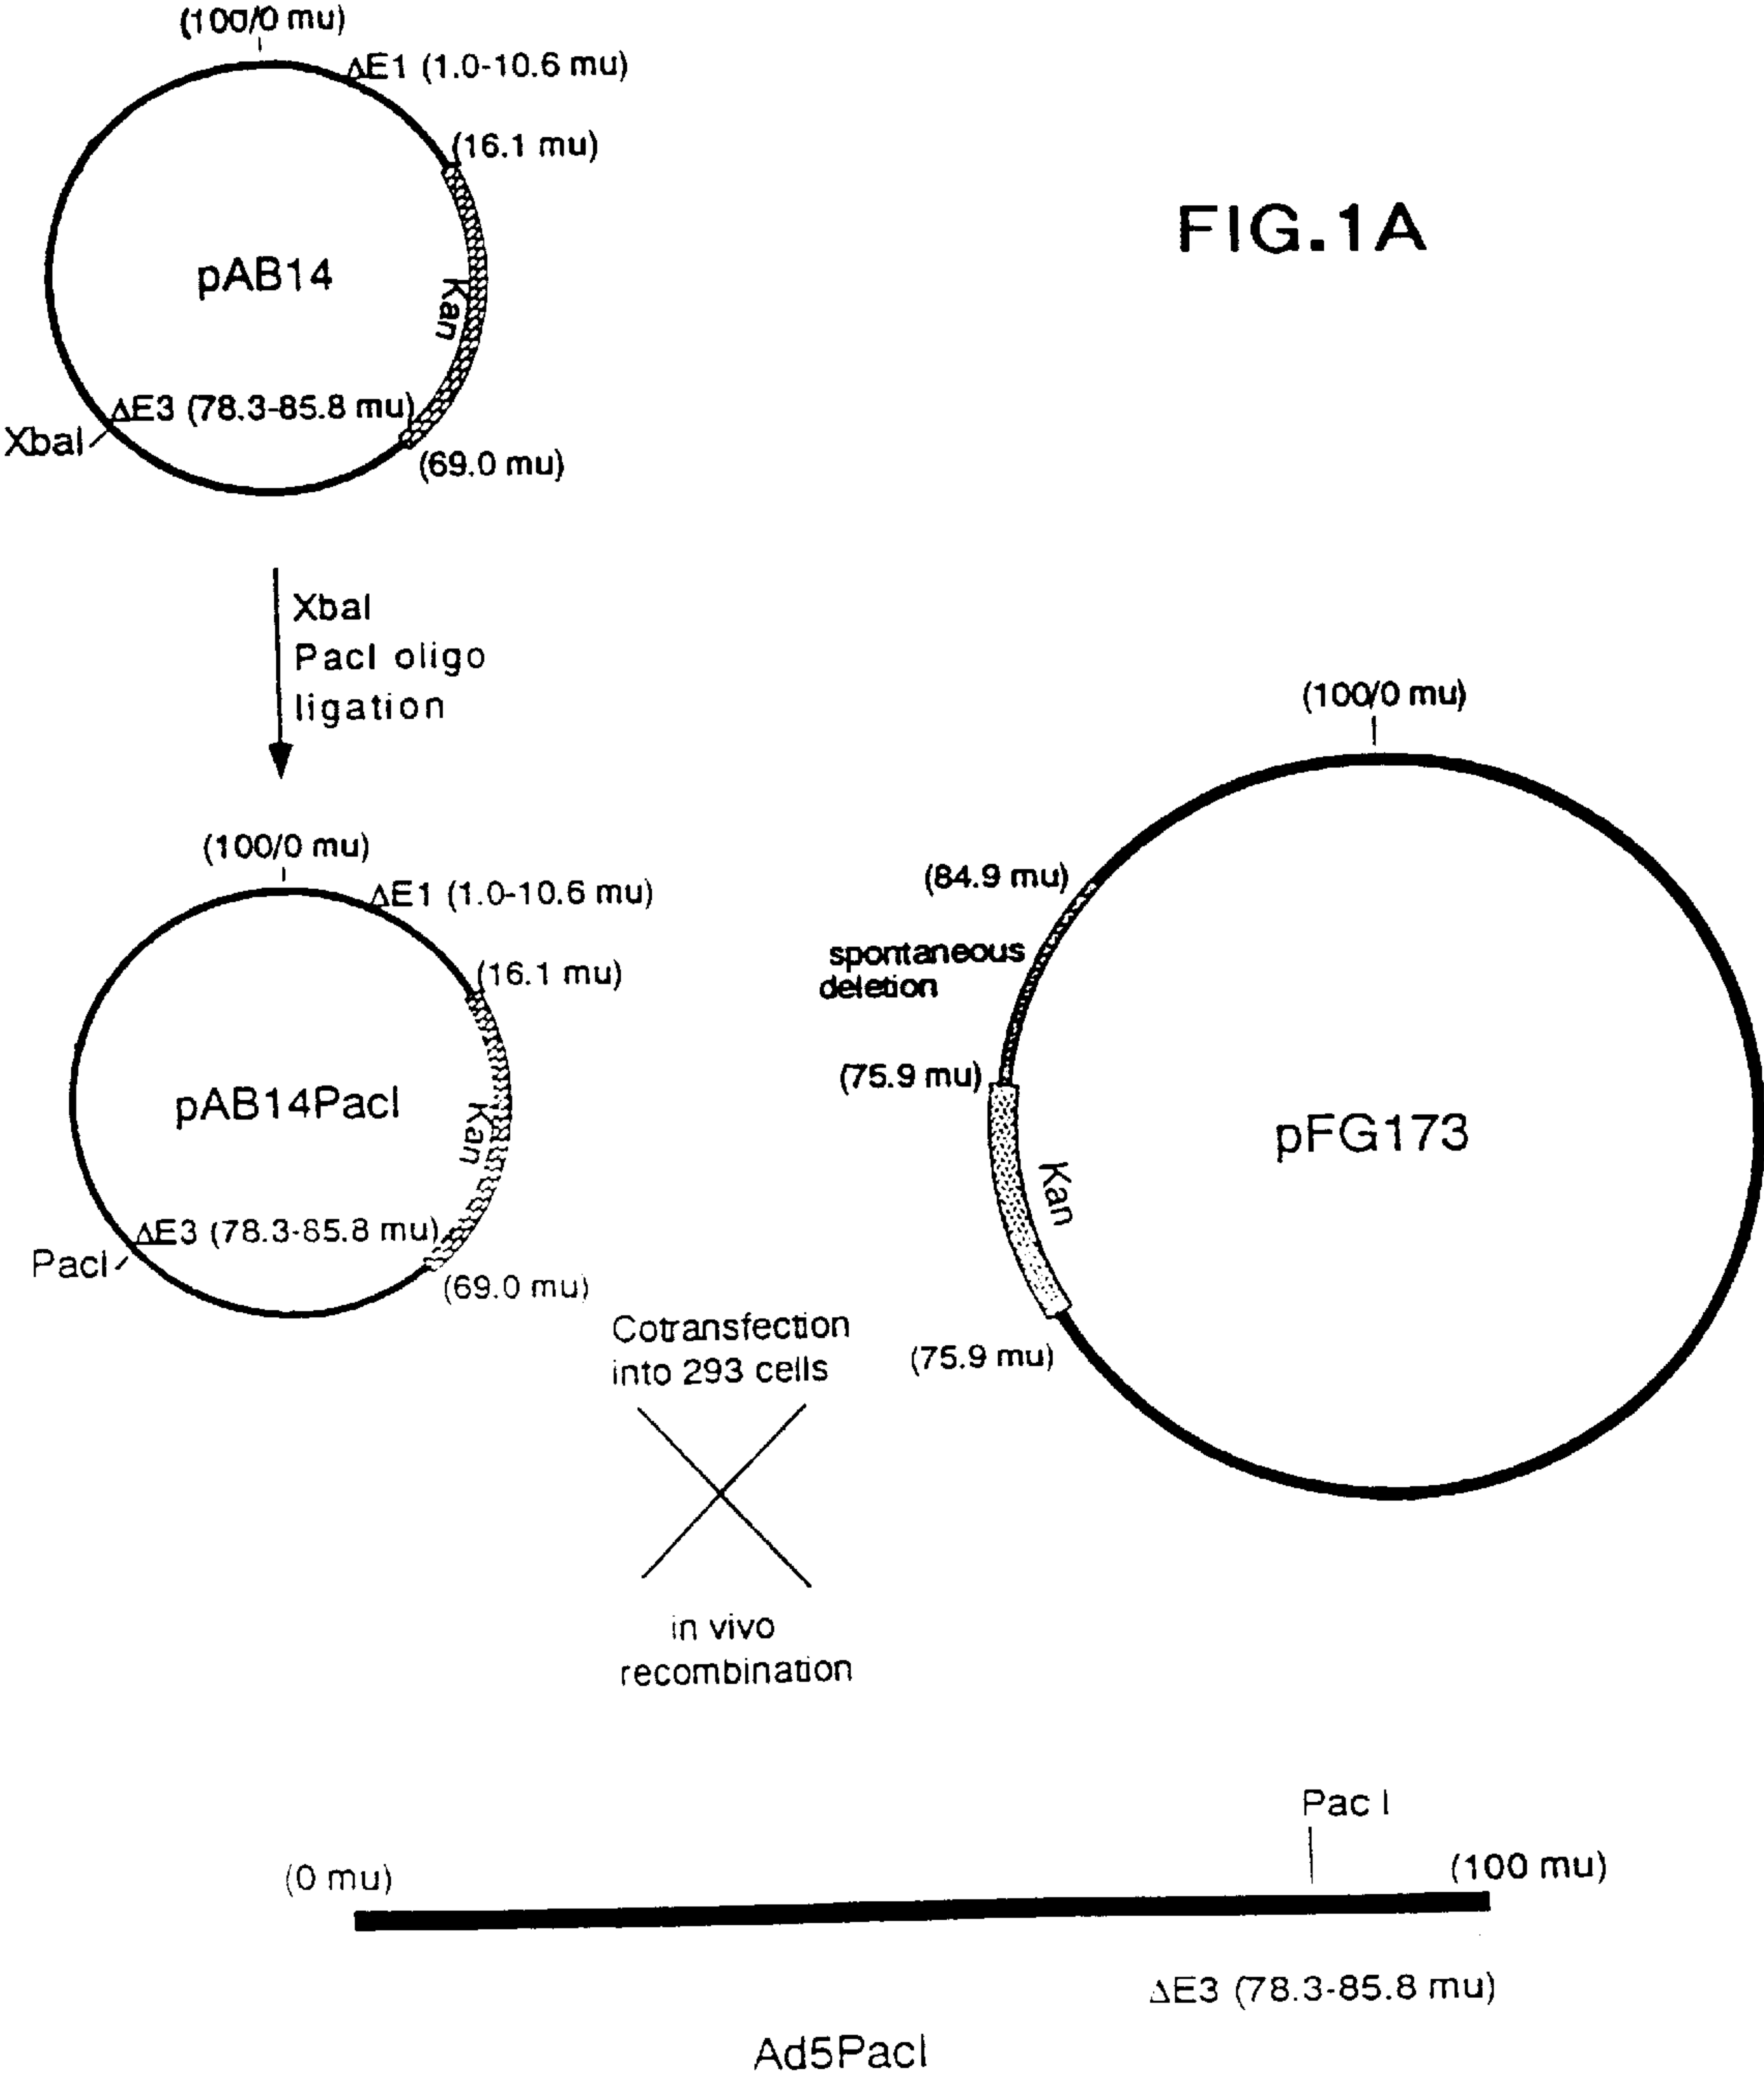 (100/0 mu)
ΔE1 (1.0-10.6 mu)
(16.1 mu)
FIG.1A
pAB14
Kan
ΔE3 (78.3-85.8 mu)
XbaI
(69.0 mu)
XbaI
PacI oligo
ligation
(100/0 mu)
(100/0 mu)
ΔE1 (1.0-10.6 mu)
(84.9 mu)
spontaneous
deletion
(16.1 mu)
(75.9 mu)
pAB14PacI
Kan
pFG173
Kan
ΔE3 (78.3-85.8 mu)
PacI
(69.0 mu)
Cotransfection
into 293 cells
(75.9 mu)
in vivo
recombination
Pac I
(0 mu)
(100 mu)
ΔE3 (78.3-85.8 mu)
Ad5PacI